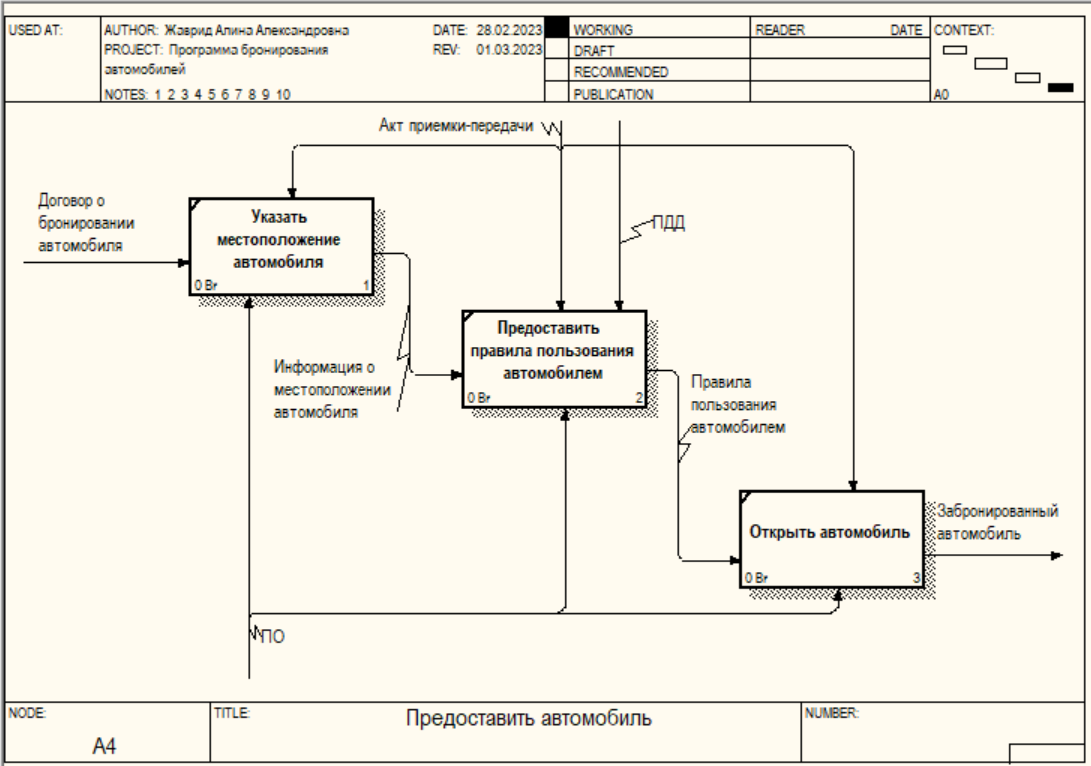 USED AT:
AUTHOR: Жаврид Алина Александровна
DATE: 28.02.2023
PROJECT: Программа бронирования
автомобилей
REV: 01.03.2023
NOTES: 1 2 3 4 5 6 7 8 9 10
WORKING
DRAFT
RECOMMENDED
PUBLICATION
READER
DATE
CONTEXT:
A0
Акт приемки-передачи
ПДД
Договор о
бронировании
автомобиля
Указать
местоположение
автомобиля
0 Br
1
Информация о
местоположении
автомобиля
Предоставить
правила пользования
автомобилем
0 Br
2
Правила
пользования
автомобилем
Открыть автомобиль
0 Br
3
Забронированный
автомобиль
ПО
NODE:
A4
TITLE:
Предоставить автомобиль
NUMBER: